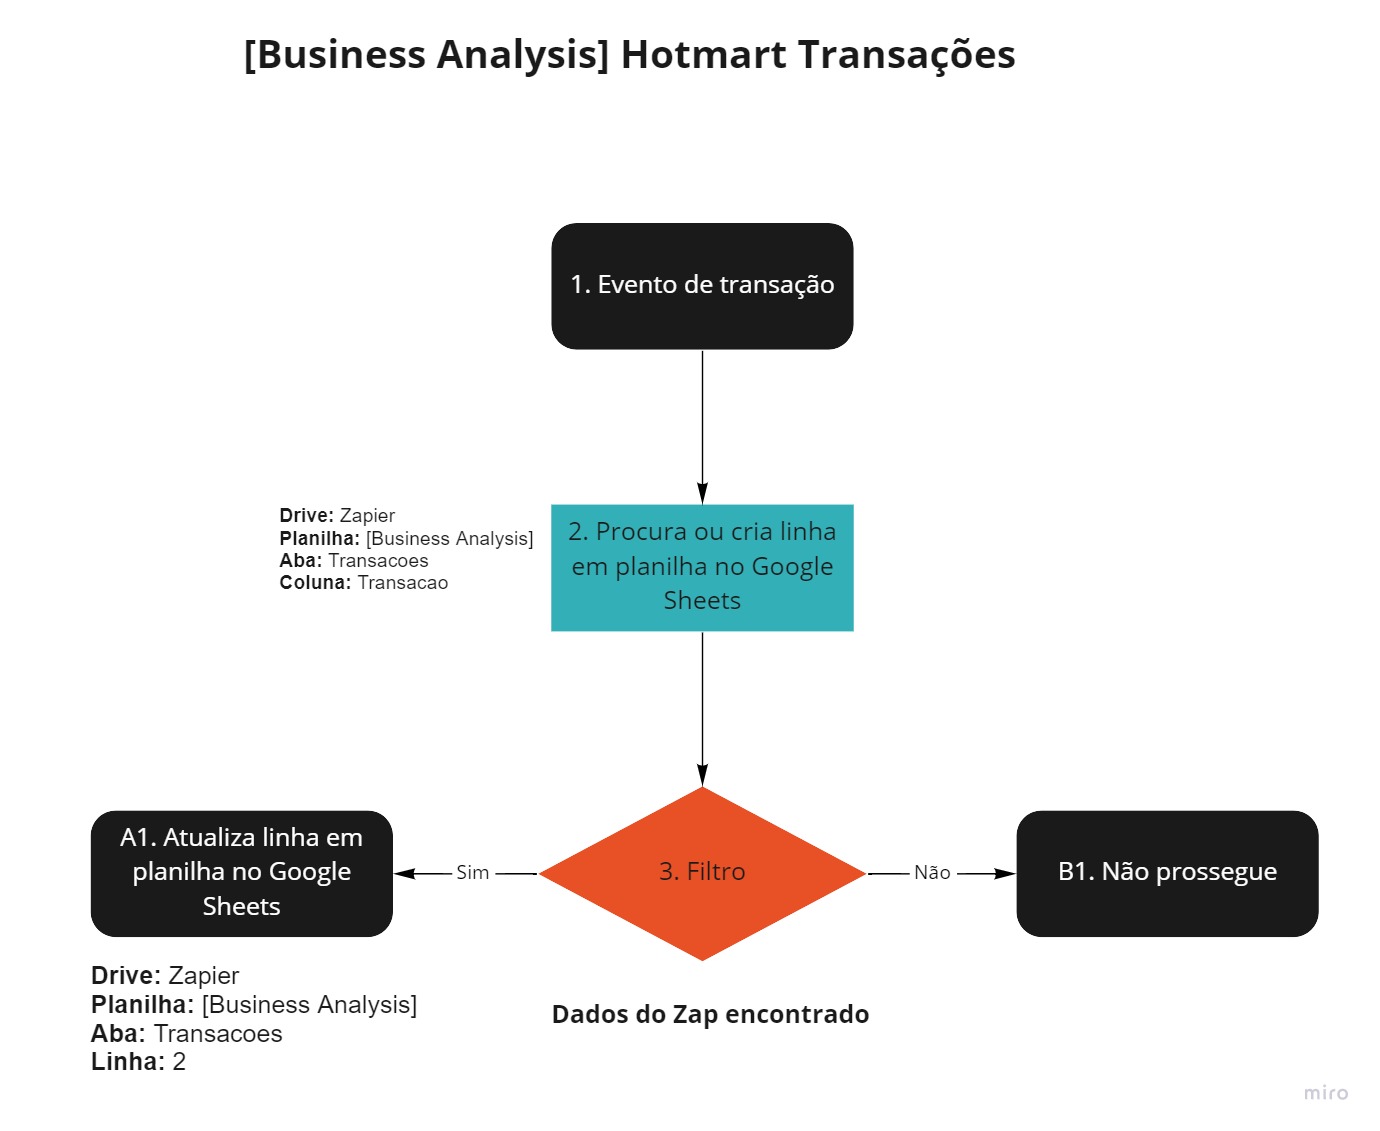 [Business Analysis] Hotmart Transações
1. Evento de transação
Drive: Zapier
Planilha: [Business Analysis]
Aba: Transacoes
Coluna: Transacao
2. Procura ou cria linha
em planilha no Google
Sheets
A1. Atualiza linha em
planilha no Google
Sheets
Sim
3. Filtro
Não
B1. Não prossegue
Drive: Zapier
Planilha: [Business Analysis]
Aba: Transacoes
Linha: 2
Dados do Zap encontrado
miro